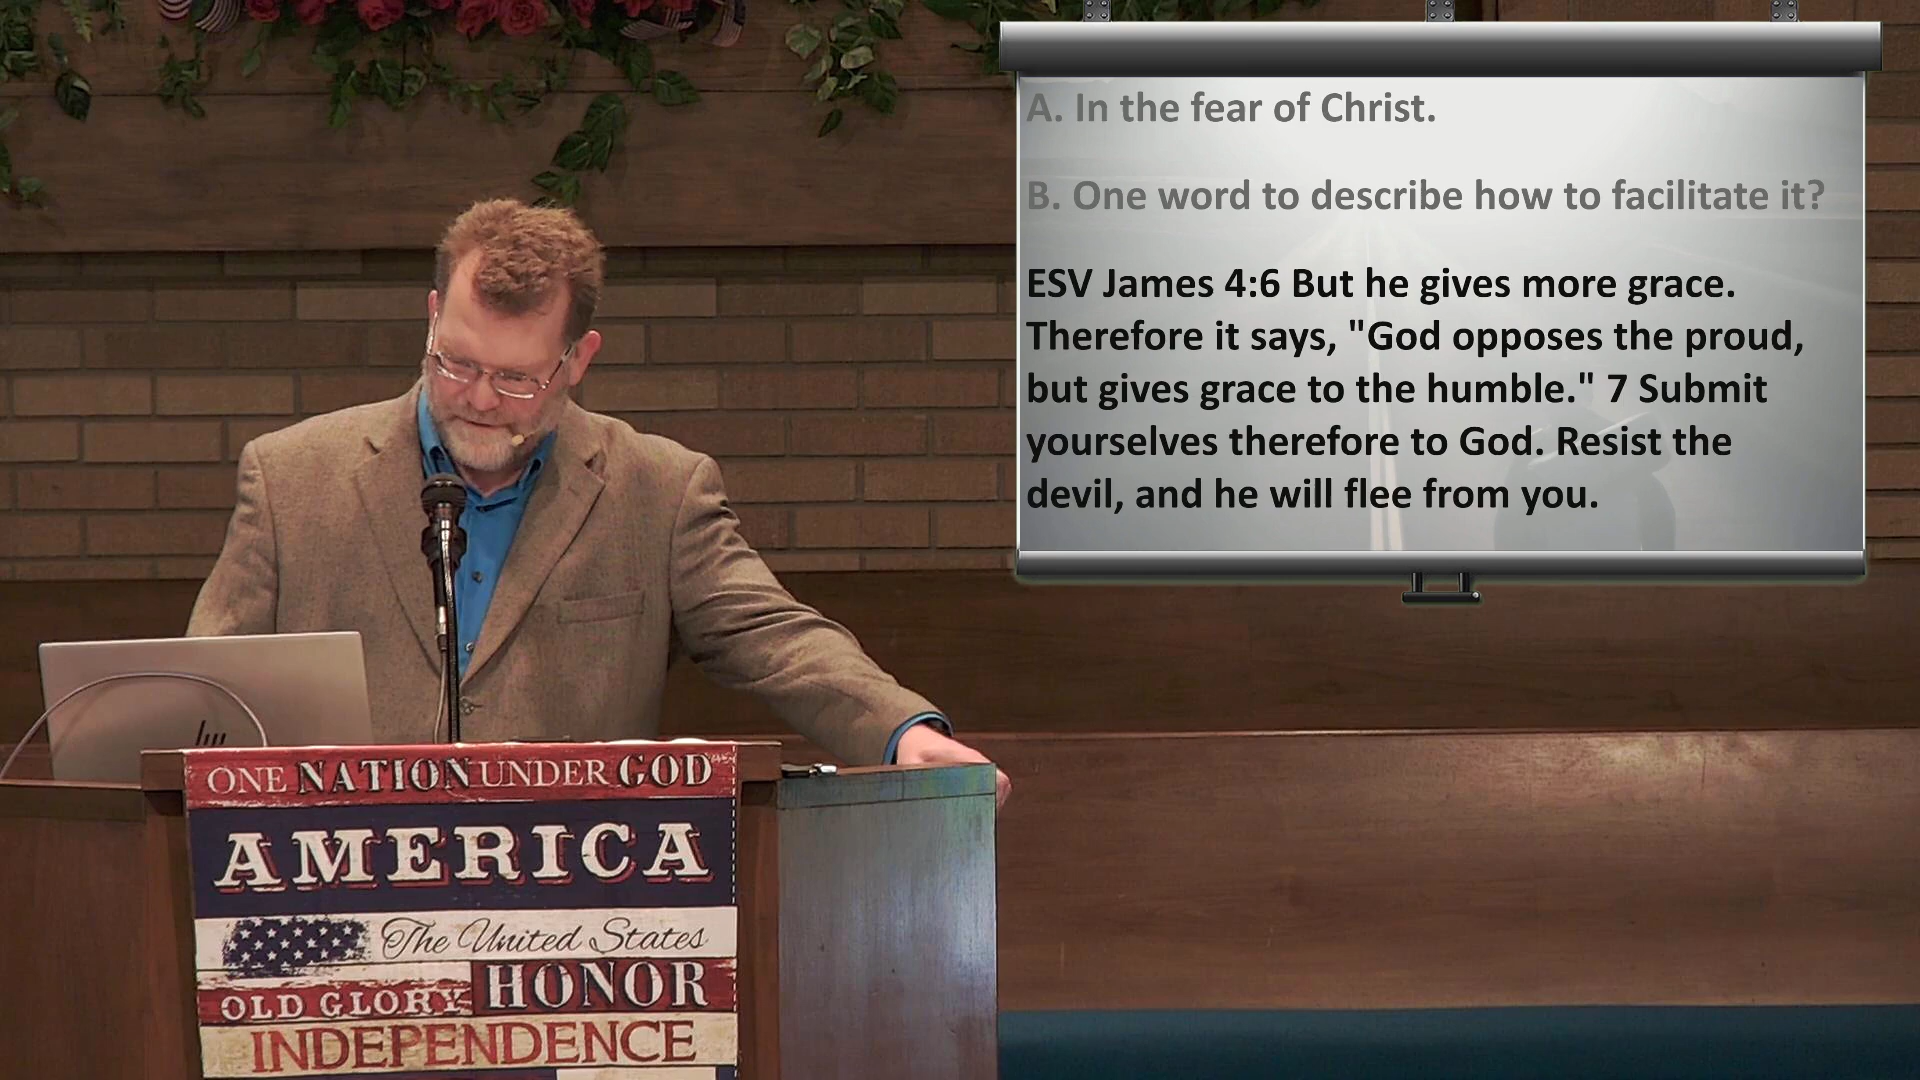 A. In the fear of Christ.
B. One word to describe how to facilitate it?
ESV James 4:6 But he gives more grace.
Therefore it says, "God opposes the proud,
but gives grace to the humble." 7 Submit
yourselves therefore to God. Resist the
devil, and he will flee from you.
hp
ONE NATION UNDER GOD
AMERICA
The United States
OLD GLORY HONOR
INDEPENDENCE